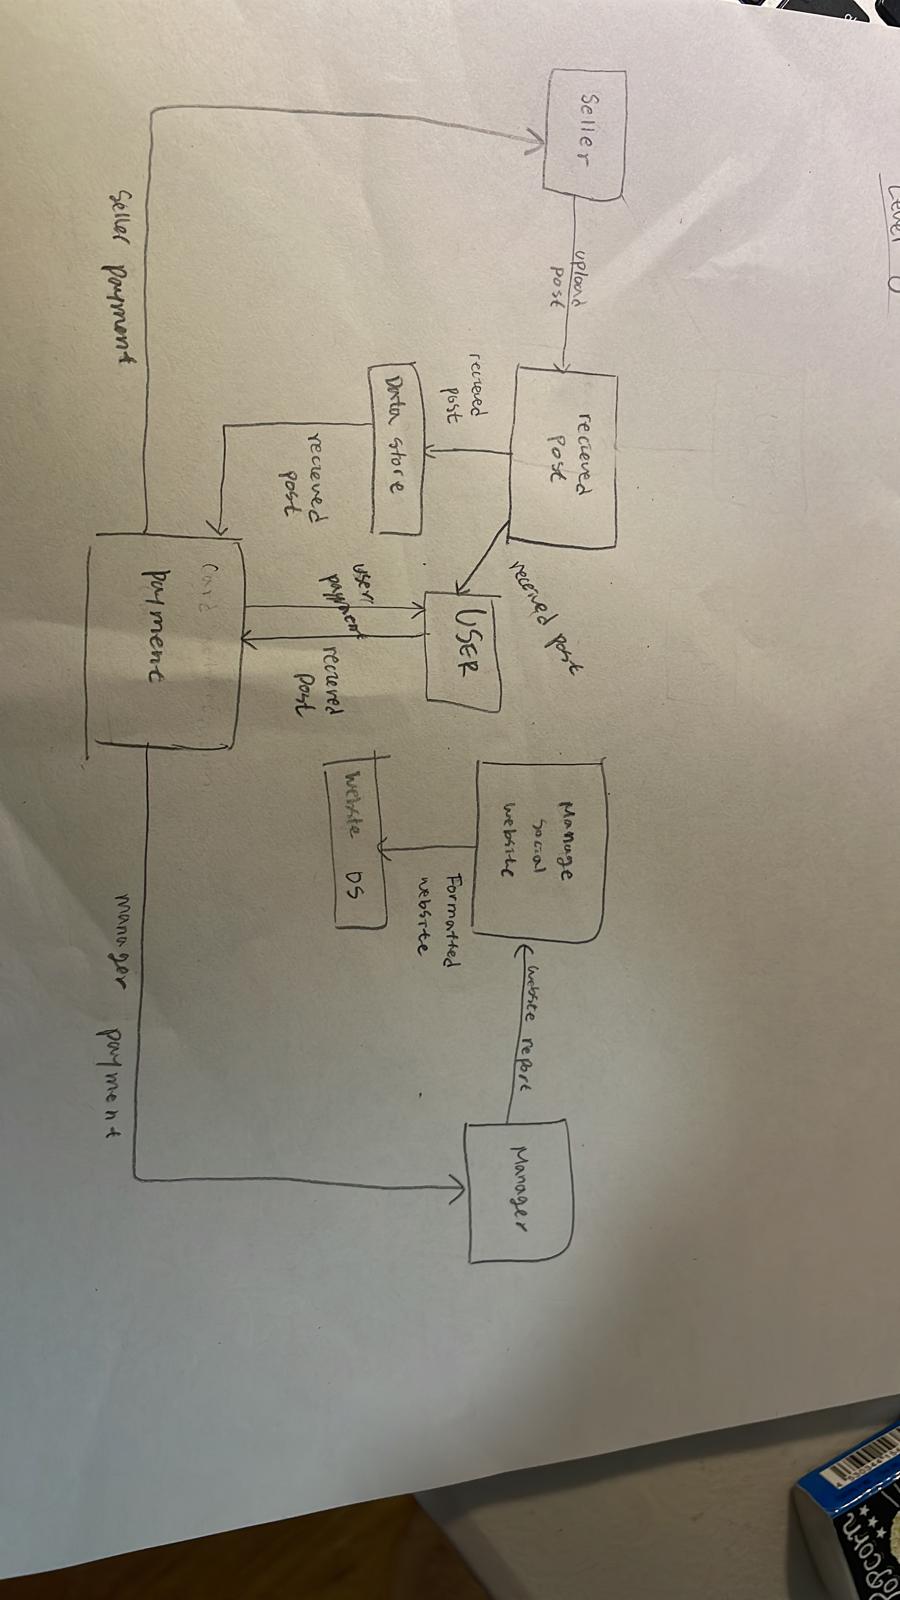 Level 0
Seller
upload
post
recieved
post
recieved
post
Data store
recieved
post
recieved post
USER
user
payment
recieved
post
Card
payment
Seller payment
Manage
social
website
Formatted
website
Website DS
website report
Manager
manager payment
POPCORN